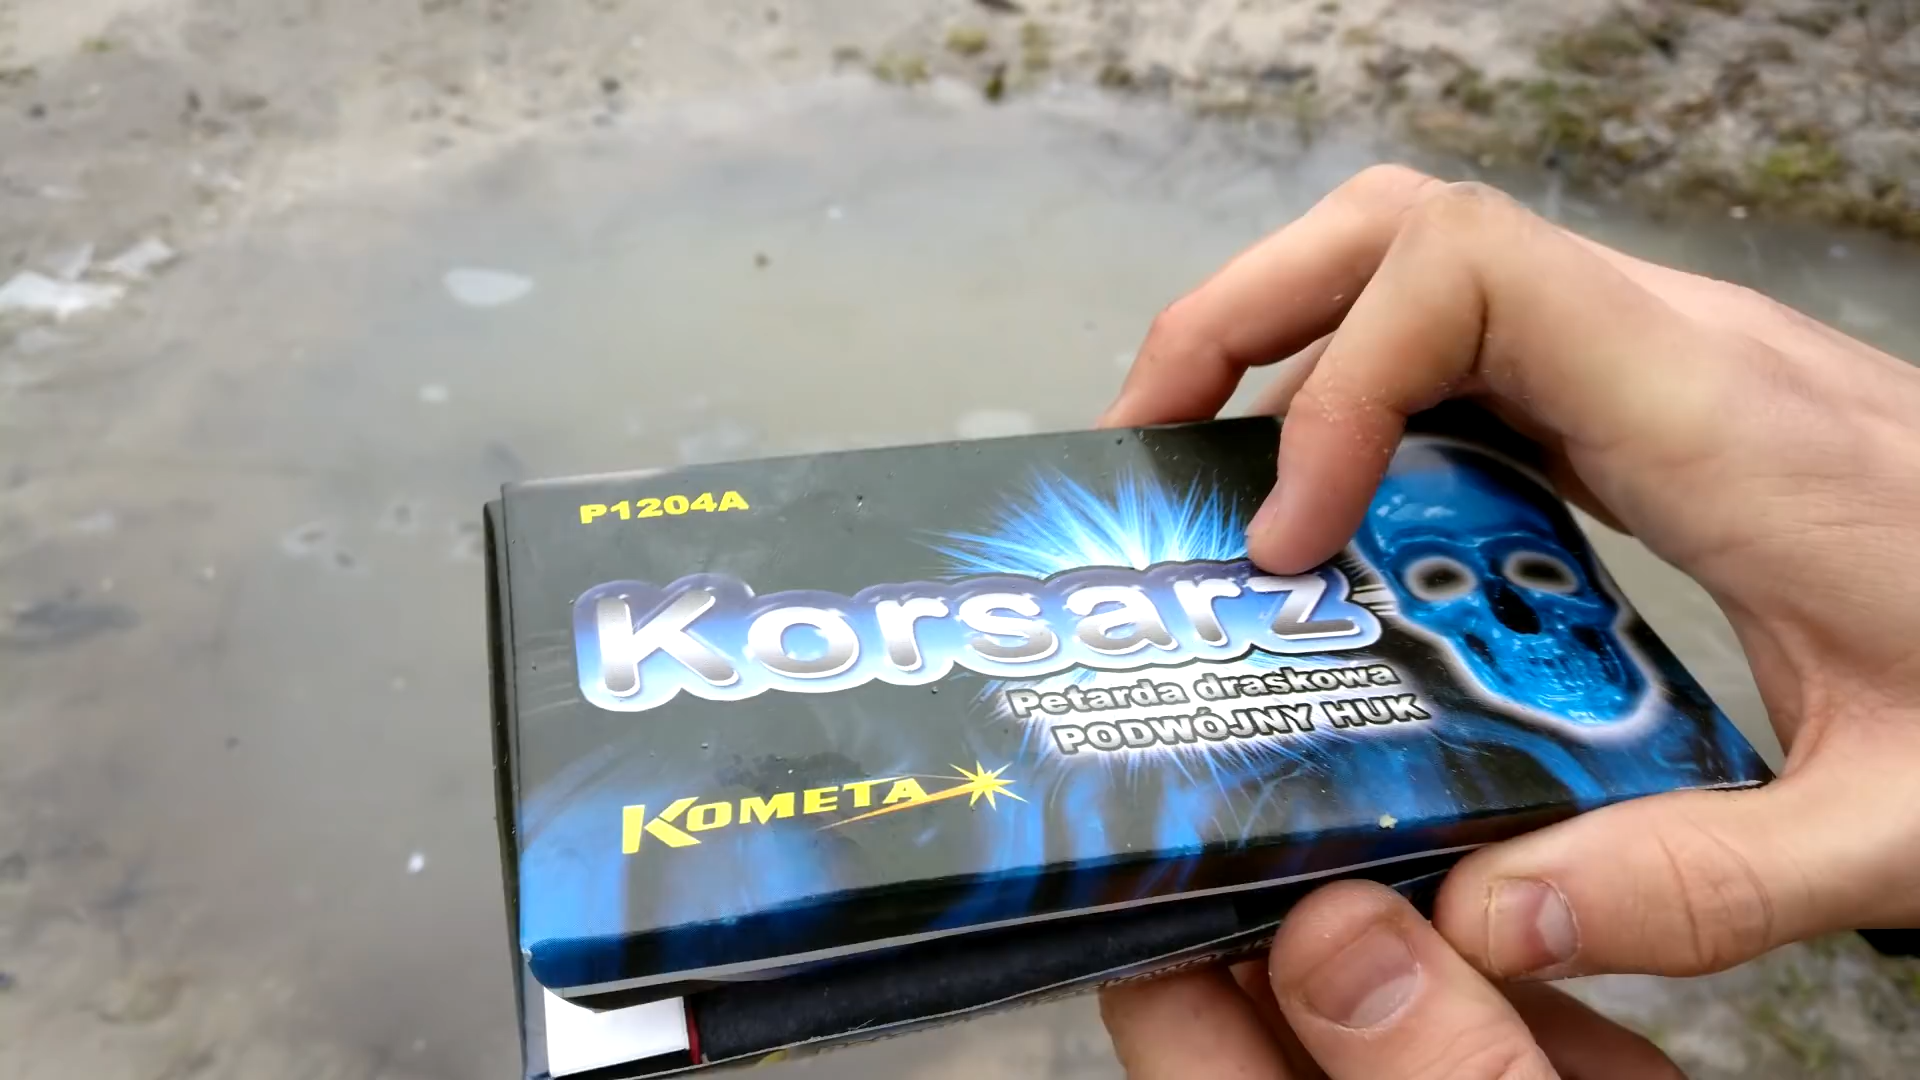 P1204A
Korsarz
Petarda draskowa
PODWÓJNY HUK
KOMETA